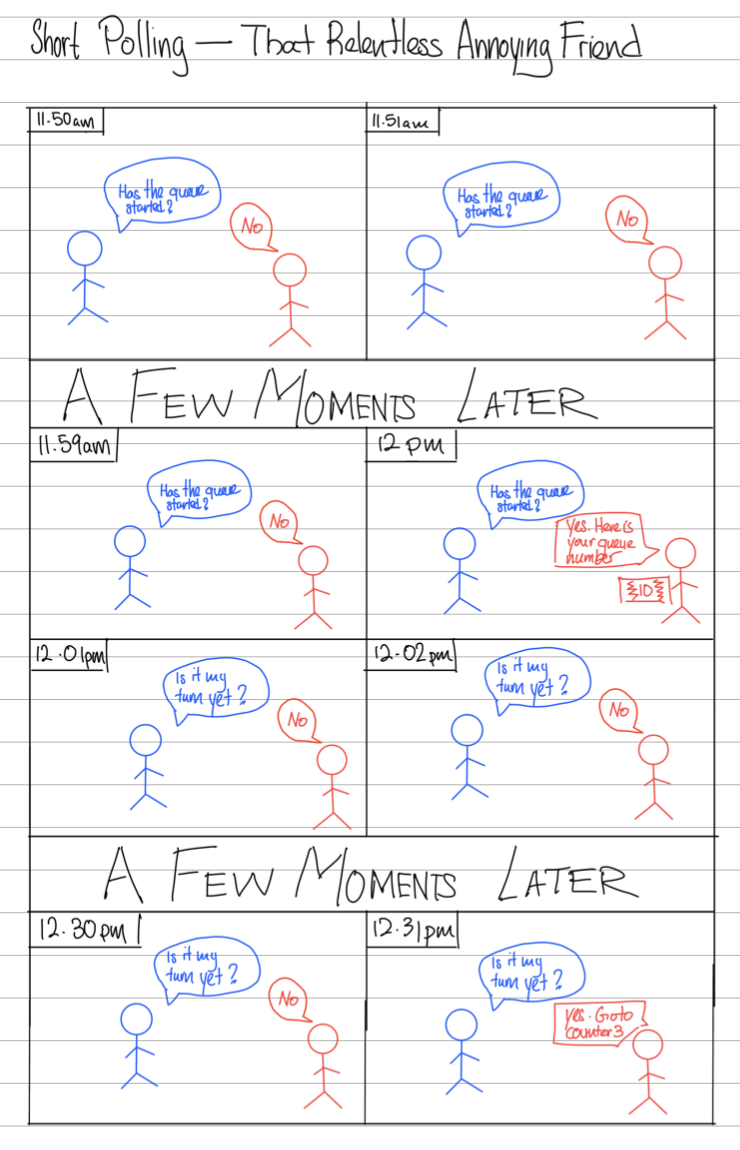 Short Polling — That Relentless Annoying Friend
11.50am
Has the queue
started?
No
11.51am
Has the queue
started?
No
A FEW MOMENTS LATER
11.59am
Has the queue
started?
No
12pm
Has the queue
started?
Yes. Here is
your queue
number
10
12.01pm
Is it my
turn yet?
No
12.02pm
Is it my
turn yet?
No
A FEW MOMENTS LATER
12.30pm
Is it my
turn yet?
No
12.31pm
Is it my
turn yet?
Yes. Go to
counter 3